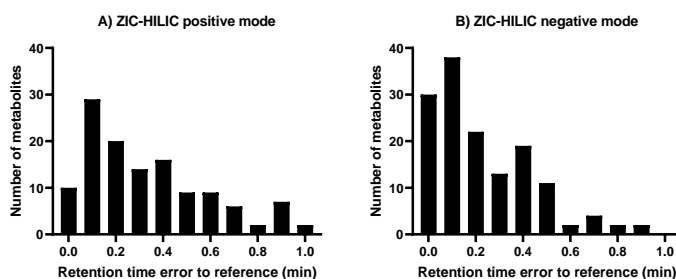 A) ZIC-HILIC positive mode
Number of metabolites
40
30
20
10
0
0.0 0.2 0.4 0.6 0.8 1.0
Retention time error to reference (min)
B) ZIC-HILIC negative mode
Number of metabolites
40
30
20
10
0
0.0 0.2 0.4 0.6 0.8 1.0
Retention time error to reference (min)